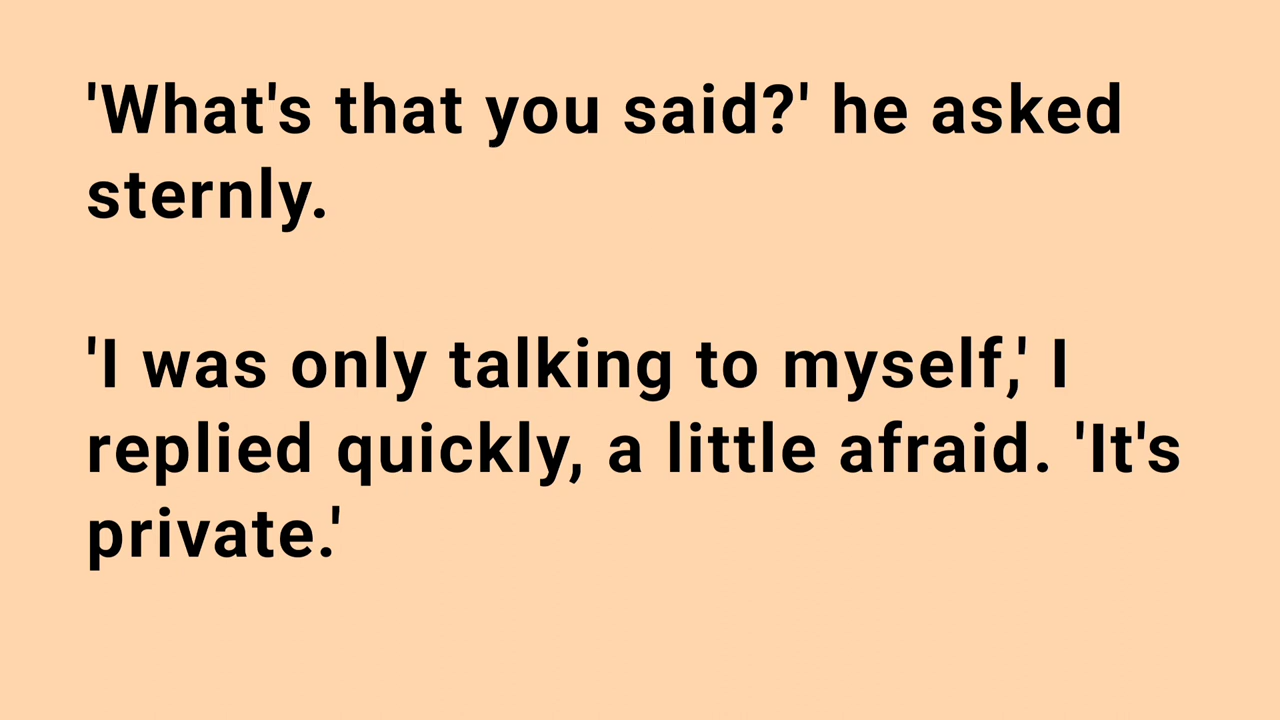 'What's that you said?' he asked
sternly.
'I was only talking to myself,' I
replied quickly, a little afraid. 'It's
private.'